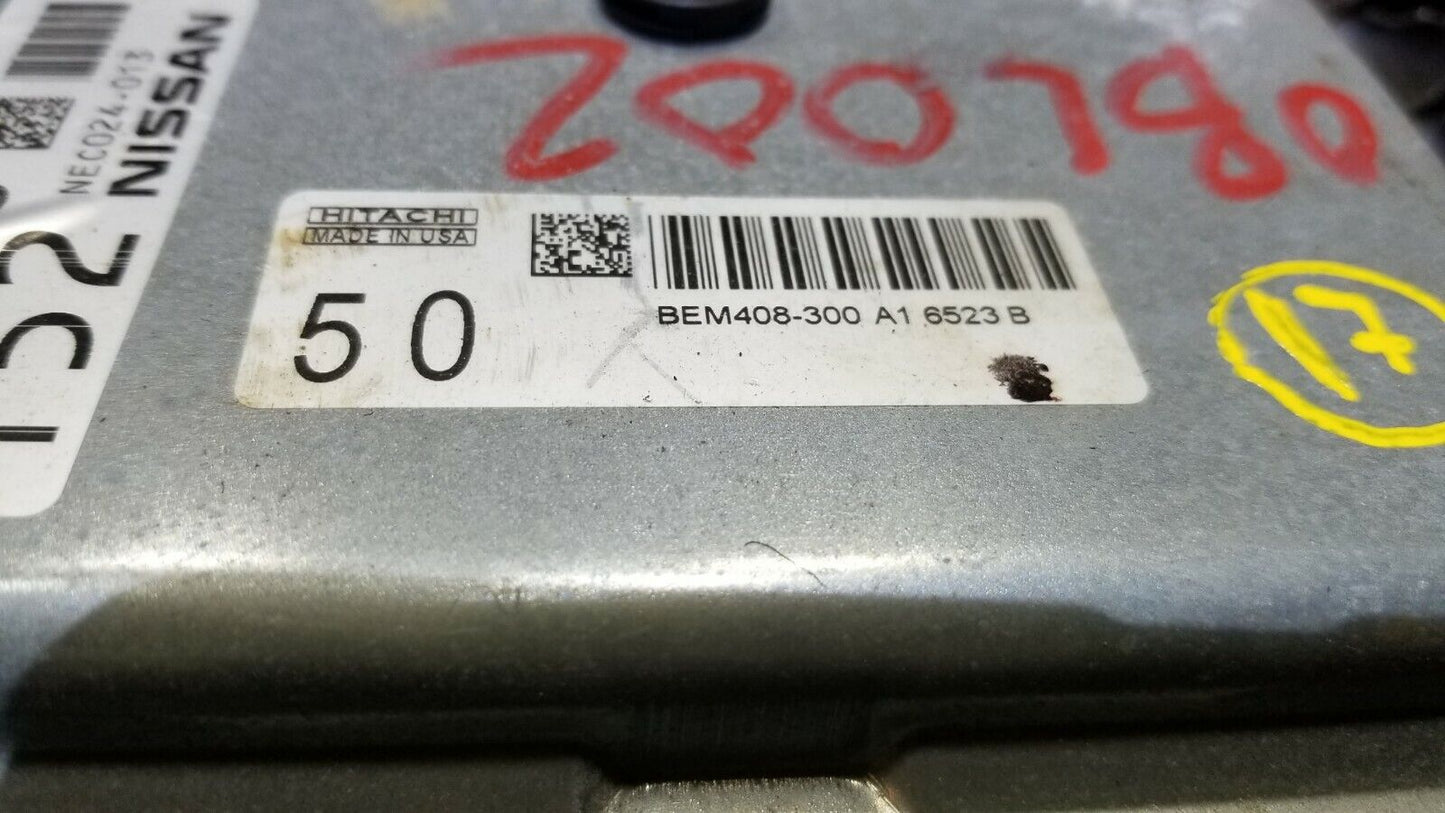 200780
HITACHI
MADE IN USA
BEM408-300 A1 6523 B
50
17
NEC024-013
NISSAN